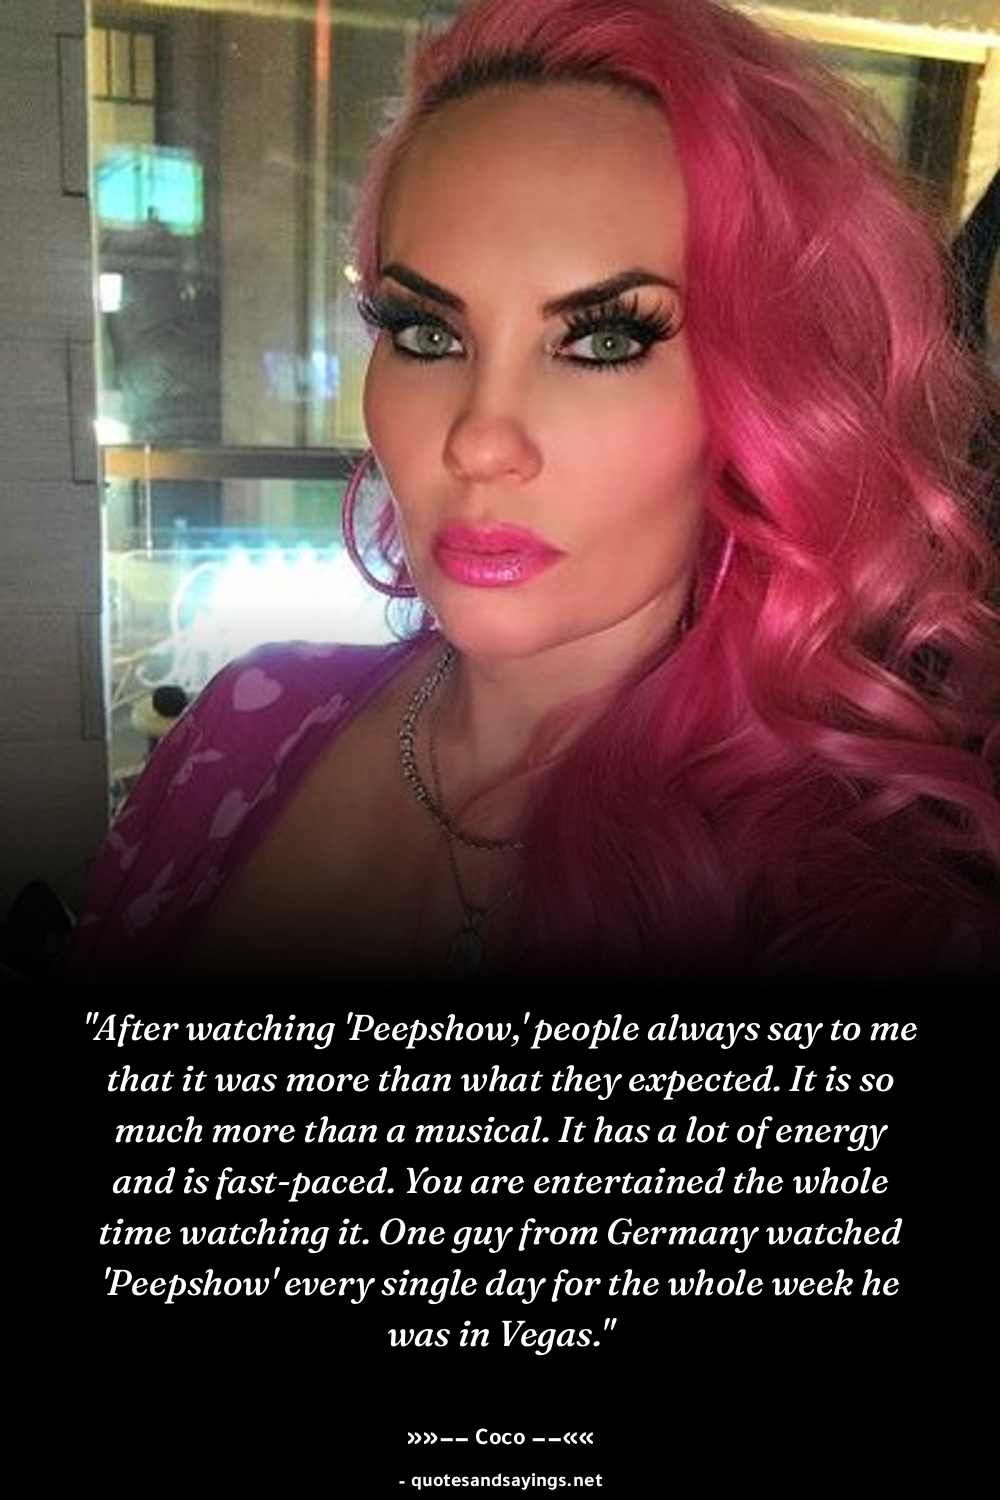 "After watching 'Peepshow,' people always say to me
that it was more than what they expected. It is so
much more than a musical. It has a lot of energy
and is fast-paced. You are entertained the whole
time watching it. One guy from Germany watched
'Peepshow' every single day for the whole week he
was in Vegas."
»»−− Coco −−««
- quotesandsayings.net